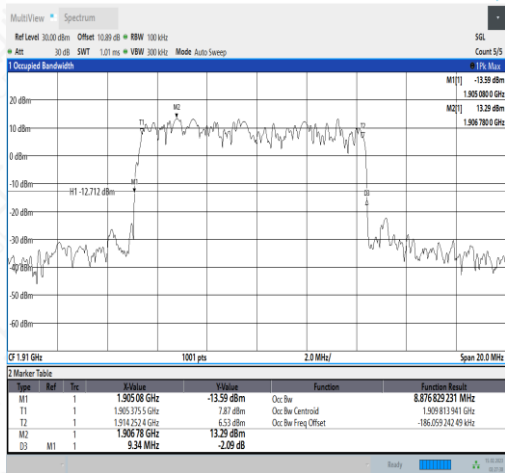 MultiView Spectrum
Ref Level 30.00 dBm Offset 10.89 dB RBW 100 kHz SGL
Att 30 dB SWT 1.01 ms VBW 300 kHz Mode Auto Sweep Count 5/5
1 Occupied Bandwidth 1Pk Max
M1[1] -13.59 dBm
1.905 080 0 GHz
M2[1] 13.29 dBm
1.906 780 0 GHz
20 dBm
M2
T1
T2
10 dBm
0 dBm
-10 dBm
M1
H1 -12.712 dBm
D3
-20 dBm
-30 dBm
-40 dBm
-50 dBm
-60 dBm
CF 1.91 GHz 1001 pts 2.0 MHz/ Span 20.0 MHz
2 Marker Table
Type Ref Trc X-Value Y-Value Function Function Result
M1 1 1.905 08 GHz -13.59 dBm Occ Bw 8.876 829 231 MHz
T1 1 1.905 375 5 GHz 7.87 dBm Occ Bw Centroid 1.909 813 941 GHz
T2 1 1.914 252 4 GHz 6.53 dBm Occ Bw Freq Offset -186.059 242 49 kHz
M2 1 1.906 78 GHz 13.29 dBm
D3 M1 1 9.34 MHz -2.09 dB
Ready